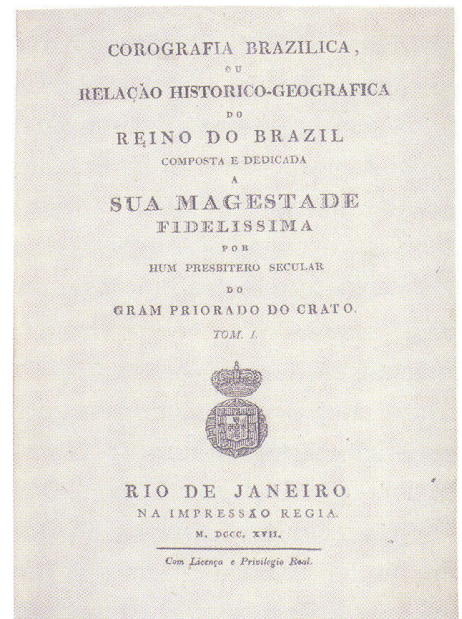 COROGRAFIA BRAZILICA,
OU
RELAÇÃO HISTORICO-GEOGRAFICA
DO
REINO DO BRAZIL
COMPOSTA E DEDICADA
A
SUA MAGESTADE
FIDELISSIMA
POR
HUM PRESBITERO SECULAR
DO
GRAM PRIORADO DO CRATO.
TOM. I.
RIO DE JANEIRO
NA IMPRESSÃO REGIA.
M. DCCC. XVII.
Com Licença e Privilegio Real.